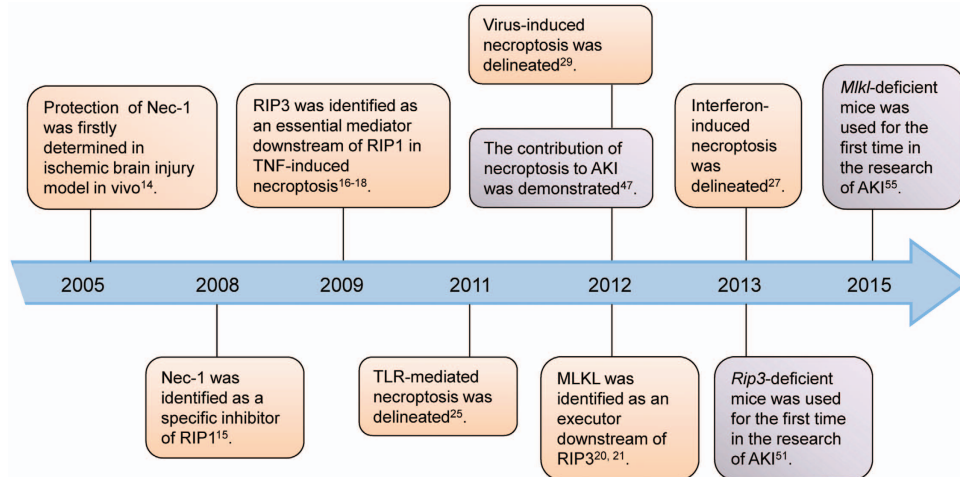 Protection of Nec-1
was firstly
determined in
ischemic brain injury
model in vivo¹⁴.
RIP3 was identified as
an essential mediator
downstream of RIP1 in
TNF-induced
necroptosis¹⁶⁻¹⁸.
Virus-induced
necroptosis was
delineated²⁹.
The contribution of
necroptosis to AKI
was demonstrated⁴⁷.
Interferon-
induced
necroptosis
was
delineated²⁷.
Mlkl-deficient
mice was
used for the
first time in
the research
of AKI⁵⁵.
2005
2008
2009
2011
2012
2013
2015
Nec-1 was
identified as a
specific inhibitor
of RIP1¹⁵.
TLR-mediated
necroptosis was
delineated²⁵.
MLKL was
identified as an
executor
downstream of
RIP3²⁰, ²¹.
Rip3-deficient
mice was used
for the first time
in the research
of AKI⁵¹.